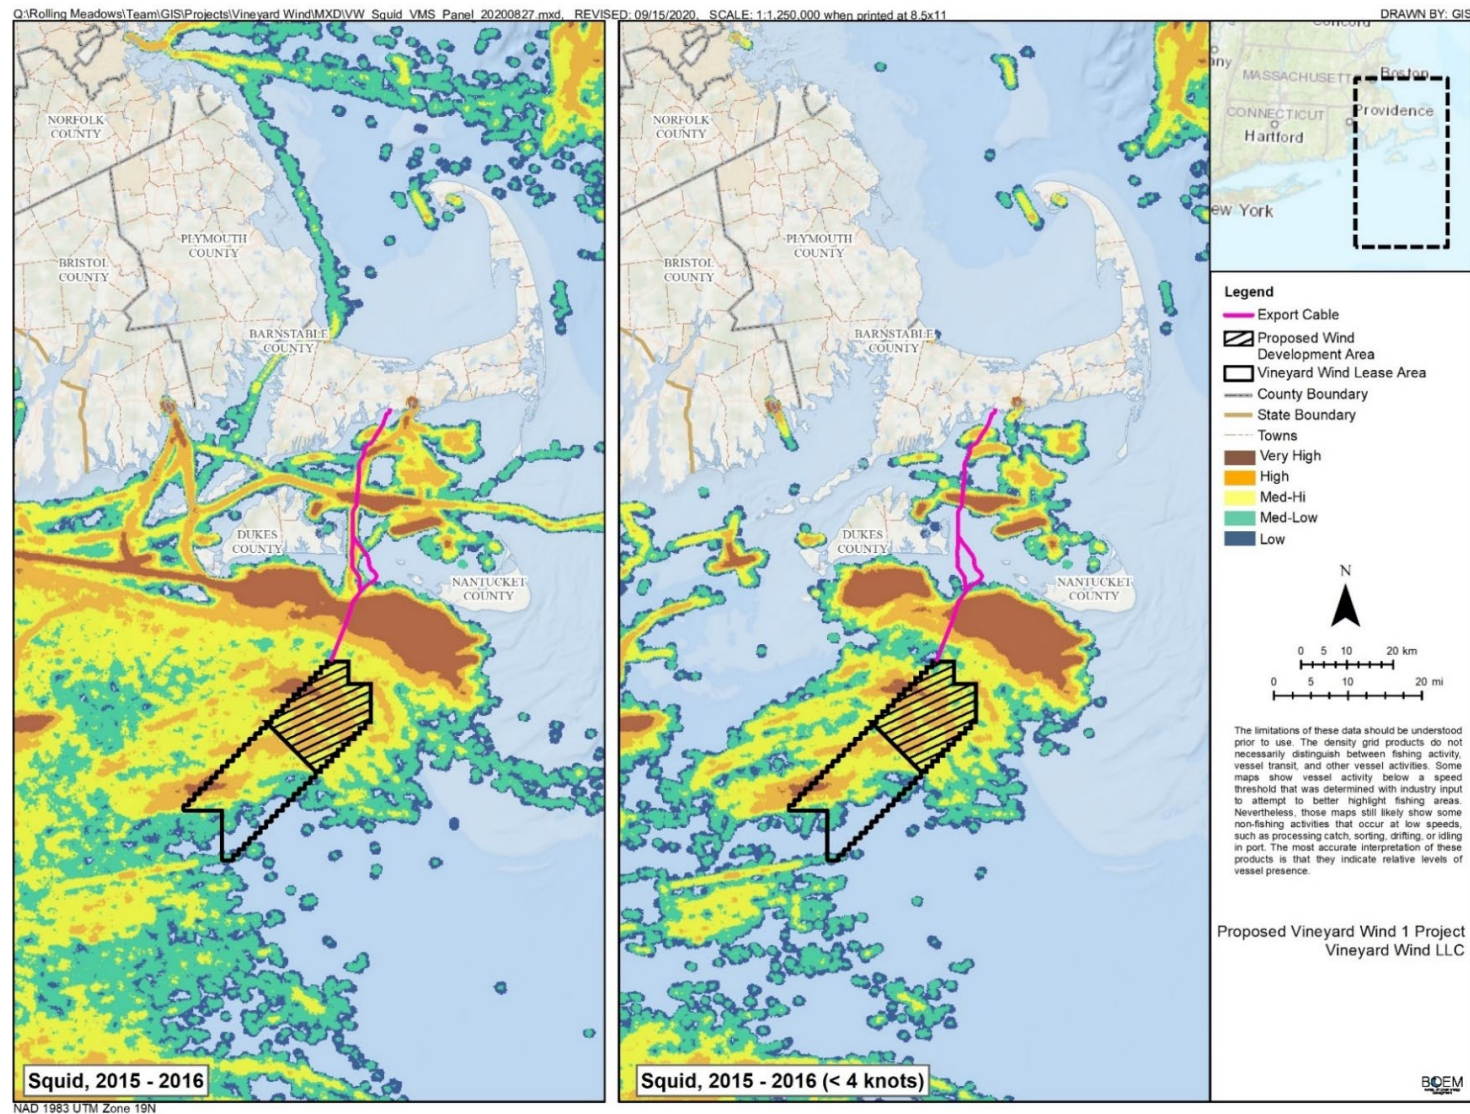 Q:\Rolling Meadows\Team\GIS\Projects\Vineyard Wind\MXD\VW_Squid_VMS_Panel_20200827.mxd, REVISED: 09/15/2020, SCALE: 1:1,250,000 when printed at 8.5x11
DRAWN BY: GIS
NORFOLK
COUNTY
PLYMOUTH
COUNTY
BRISTOL
COUNTY
BARNSTABLE
COUNTY
DUKES
COUNTY
NANTUCKET
COUNTY
Squid, 2015 - 2016
NORFOLK
COUNTY
PLYMOUTH
COUNTY
BRISTOL
COUNTY
BARNSTABLE
COUNTY
DUKES
COUNTY
NANTUCKET
COUNTY
Squid, 2015 - 2016 (< 4 knots)
Concord
any
MASSACHUSETT
Boston
CONNECTICUT
Providence
Hartford
ew York
Legend
Export Cable
Proposed Wind
Development Area
Vineyard Wind Lease Area
County Boundary
State Boundary
Towns
Very High
High
Med-Hi
Med-Low
Low
N
0 5 10 20 km
0 5 10 20 mi
The limitations of these data should be understood
prior to use. The density grid products do not
necessarily distinguish between fishing activity,
vessel transit, and other vessel activities. Some
maps show vessel activity below a speed
threshold that was determined with industry input
to attempt to better highlight fishing areas.
Nevertheless, those maps still likely show some
non-fishing activities that occur at low speeds,
such as processing catch, sorting, drifting, or idling
in port. The most accurate interpretation of these
products is that they indicate relative levels of
vessel presence.
Proposed Vineyard Wind 1 Project
Vineyard Wind LLC
BOEM
NAD 1983 UTM Zone 19N